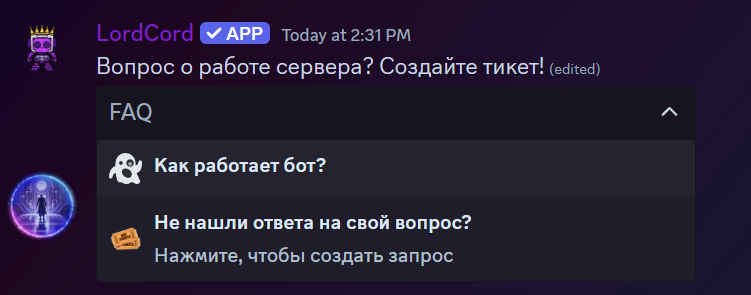 LordCord ✓ APP Today at 2:31 PM
Вопрос о работе сервера? Создайте тикет! (edited)
FAQ
Как работает бот?
Не нашли ответа на свой вопрос?
Нажмите, чтобы создать запрос